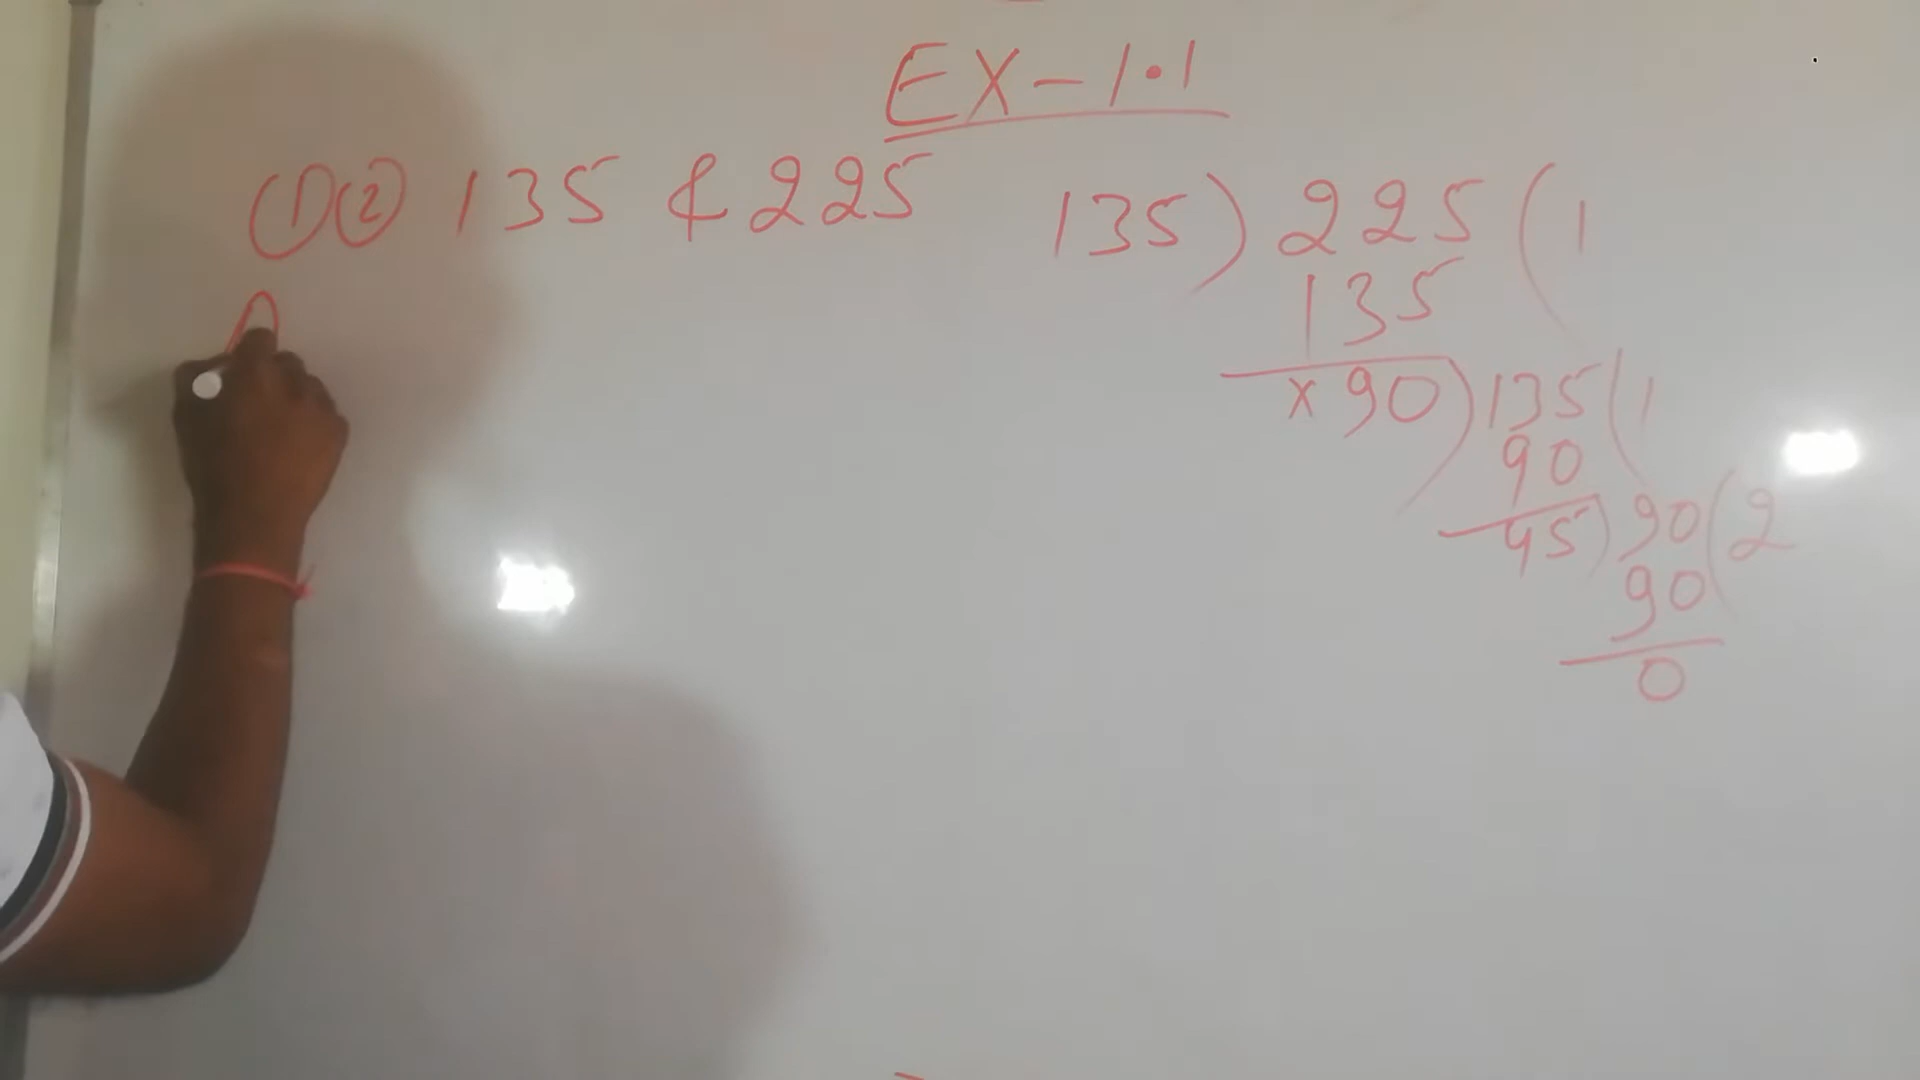 EX-1.1
① ② 135 & 225
135) 225 (1
135
x 90) 135 (1
90
45) 90 (2
90
0